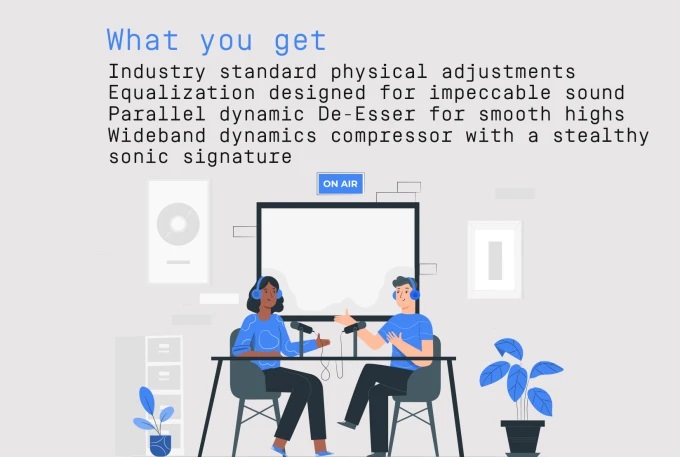 What you get
Industry standard physical adjustments
Equalization designed for impeccable sound
Parallel dynamic De-Esser for smooth highs
Wideband dynamics compressor with a stealthy
sonic signature
ON AIR